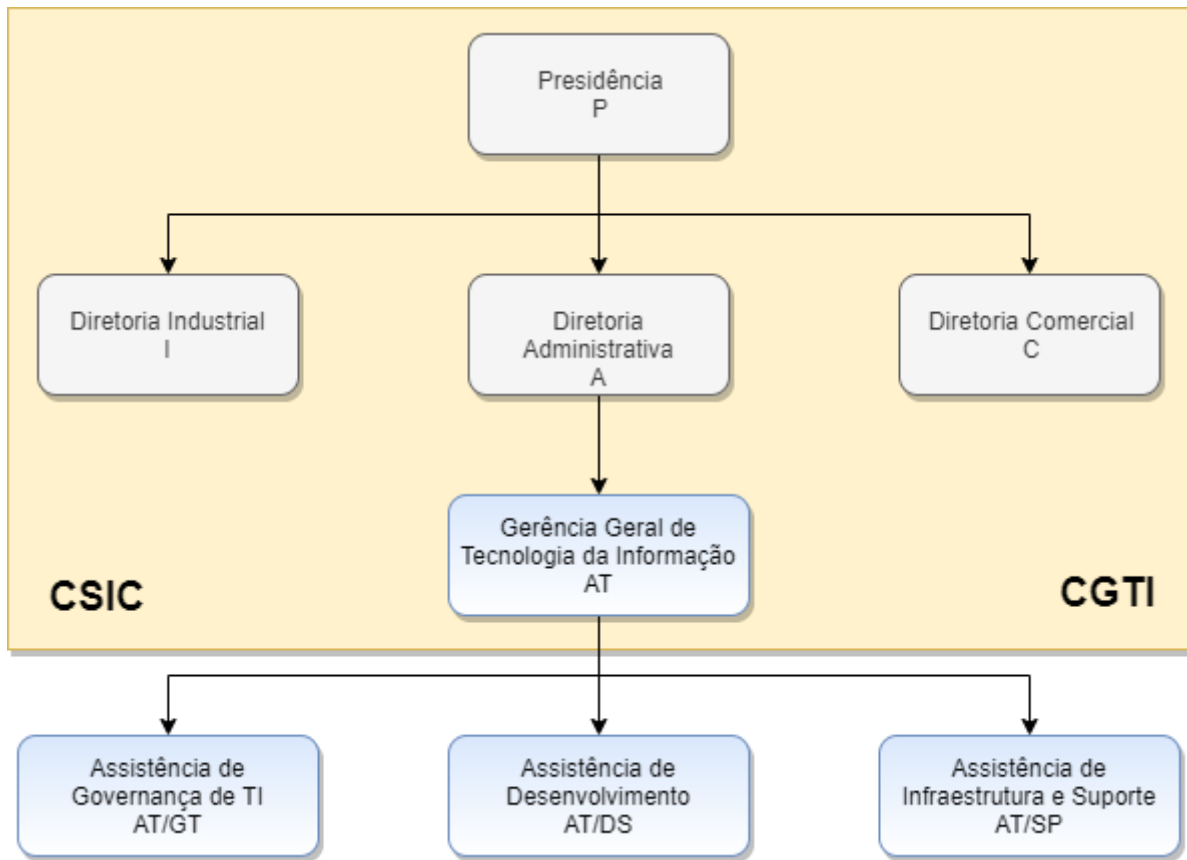 Presidência
P
Diretoria Industrial
I
Diretoria
Administrativa
A
Diretoria Comercial
C
Gerência Geral de
Tecnologia da Informação
AT
CSIC
CGTI
Assistência de
Governança de TI
AT/GT
Assistência de
Desenvolvimento
AT/DS
Assistência de
Infraestrutura e Suporte
AT/SP